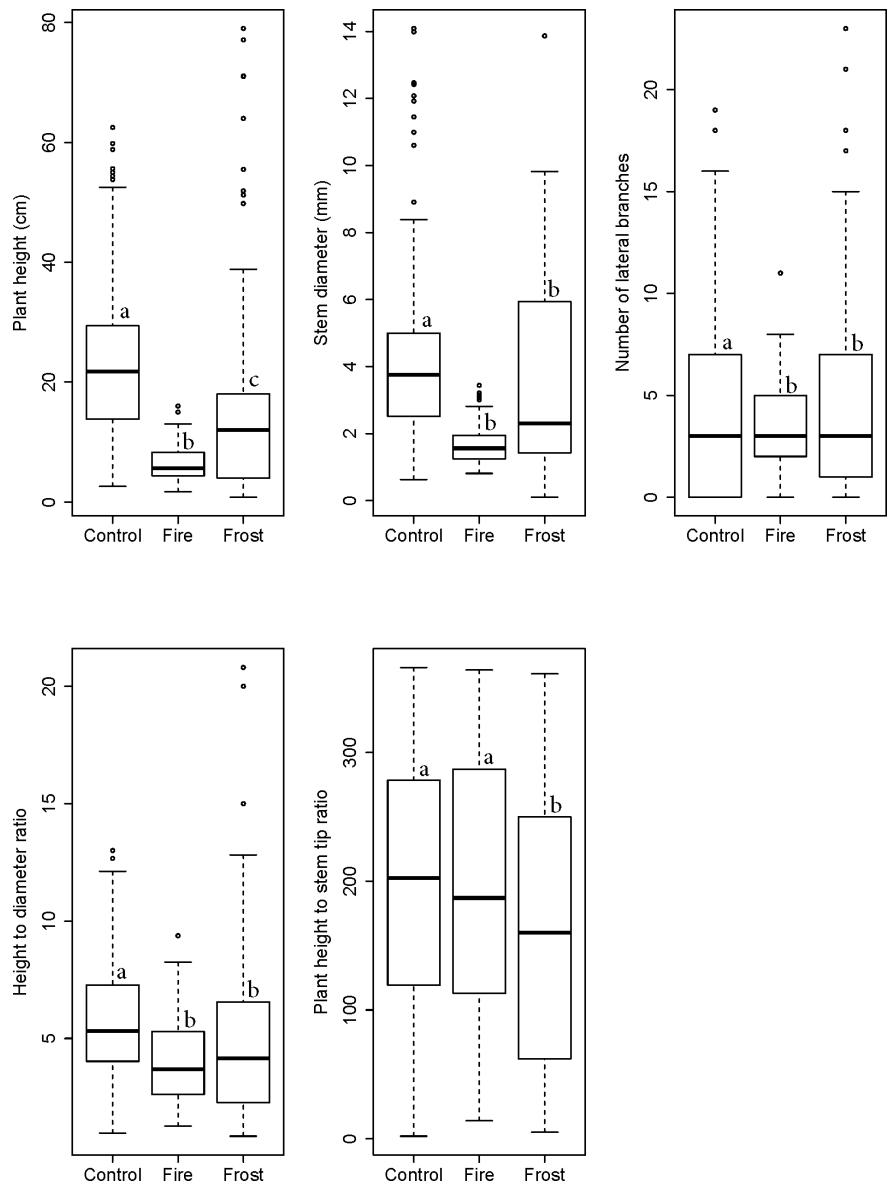 Plant height (cm)
80
60
40
20
0
a
b
c
Control Fire Frost
Stem diameter (mm)
14
12
10
8
6
4
2
0
a
b
b
Control Fire Frost
Number of lateral branches
20
15
10
5
0
a
b
b
Control Fire Frost
Height to diameter ratio
20
15
10
5
a
b
b
Control Fire Frost
Plant height to stem tip ratio
300
200
100
0
a
a
b
Control Fire Frost